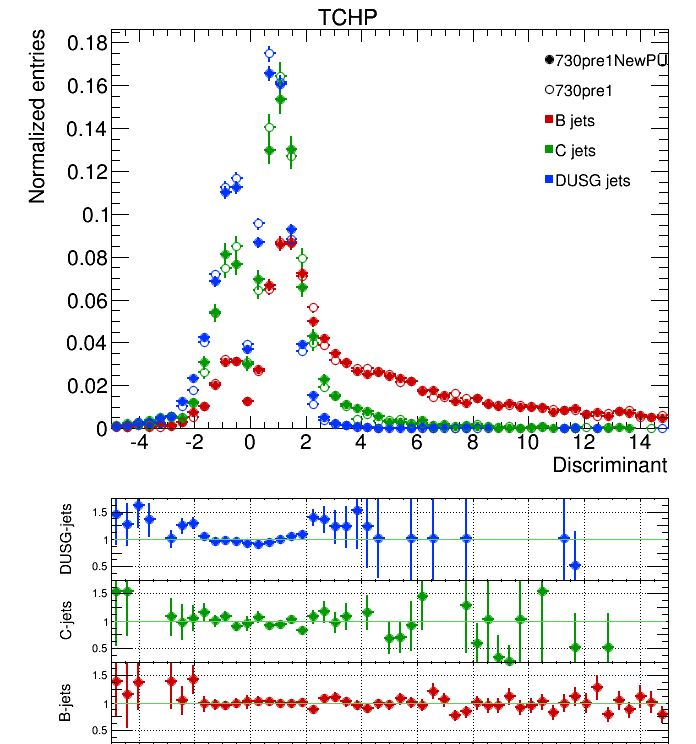 TCHP
Normalized entries
0.18
0.16
0.14
0.12
0.1
0.08
0.06
0.04
0.02
0
730pre1NewPU
730pre1
B jets
C jets
DUSG jets
-4 -2 0 2 4 6 8 10 12 14
Discriminant
DUSG-jets
1.5
1
0.5
C-jets
1.5
1
0.5
B-jets
1.5
1
0.5